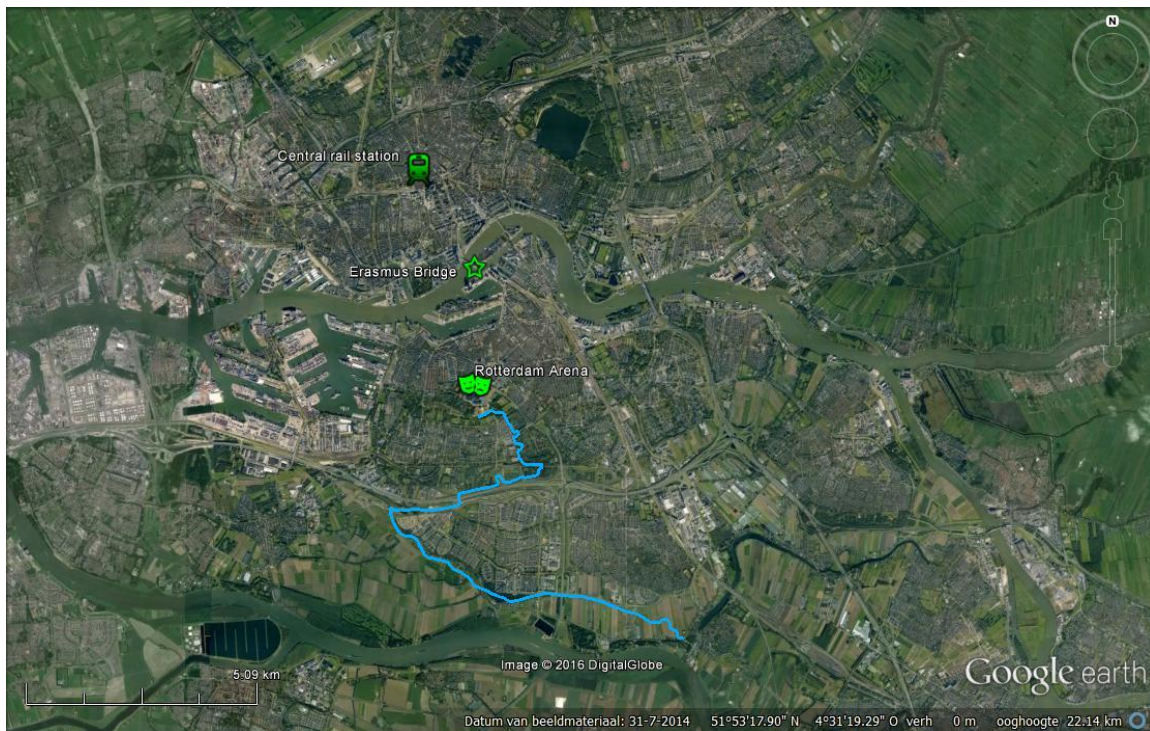 N
Central rail station
Erasmus Bridge
Rotterdam Arena
Image © 2016 DigitalGlobe
5.09 km
Google earth
Datum van beeldmateriaal: 31-7-2014 51°53'17.90" N 4°31'19.29" O verh 0 m ooghoogte 22.14 km